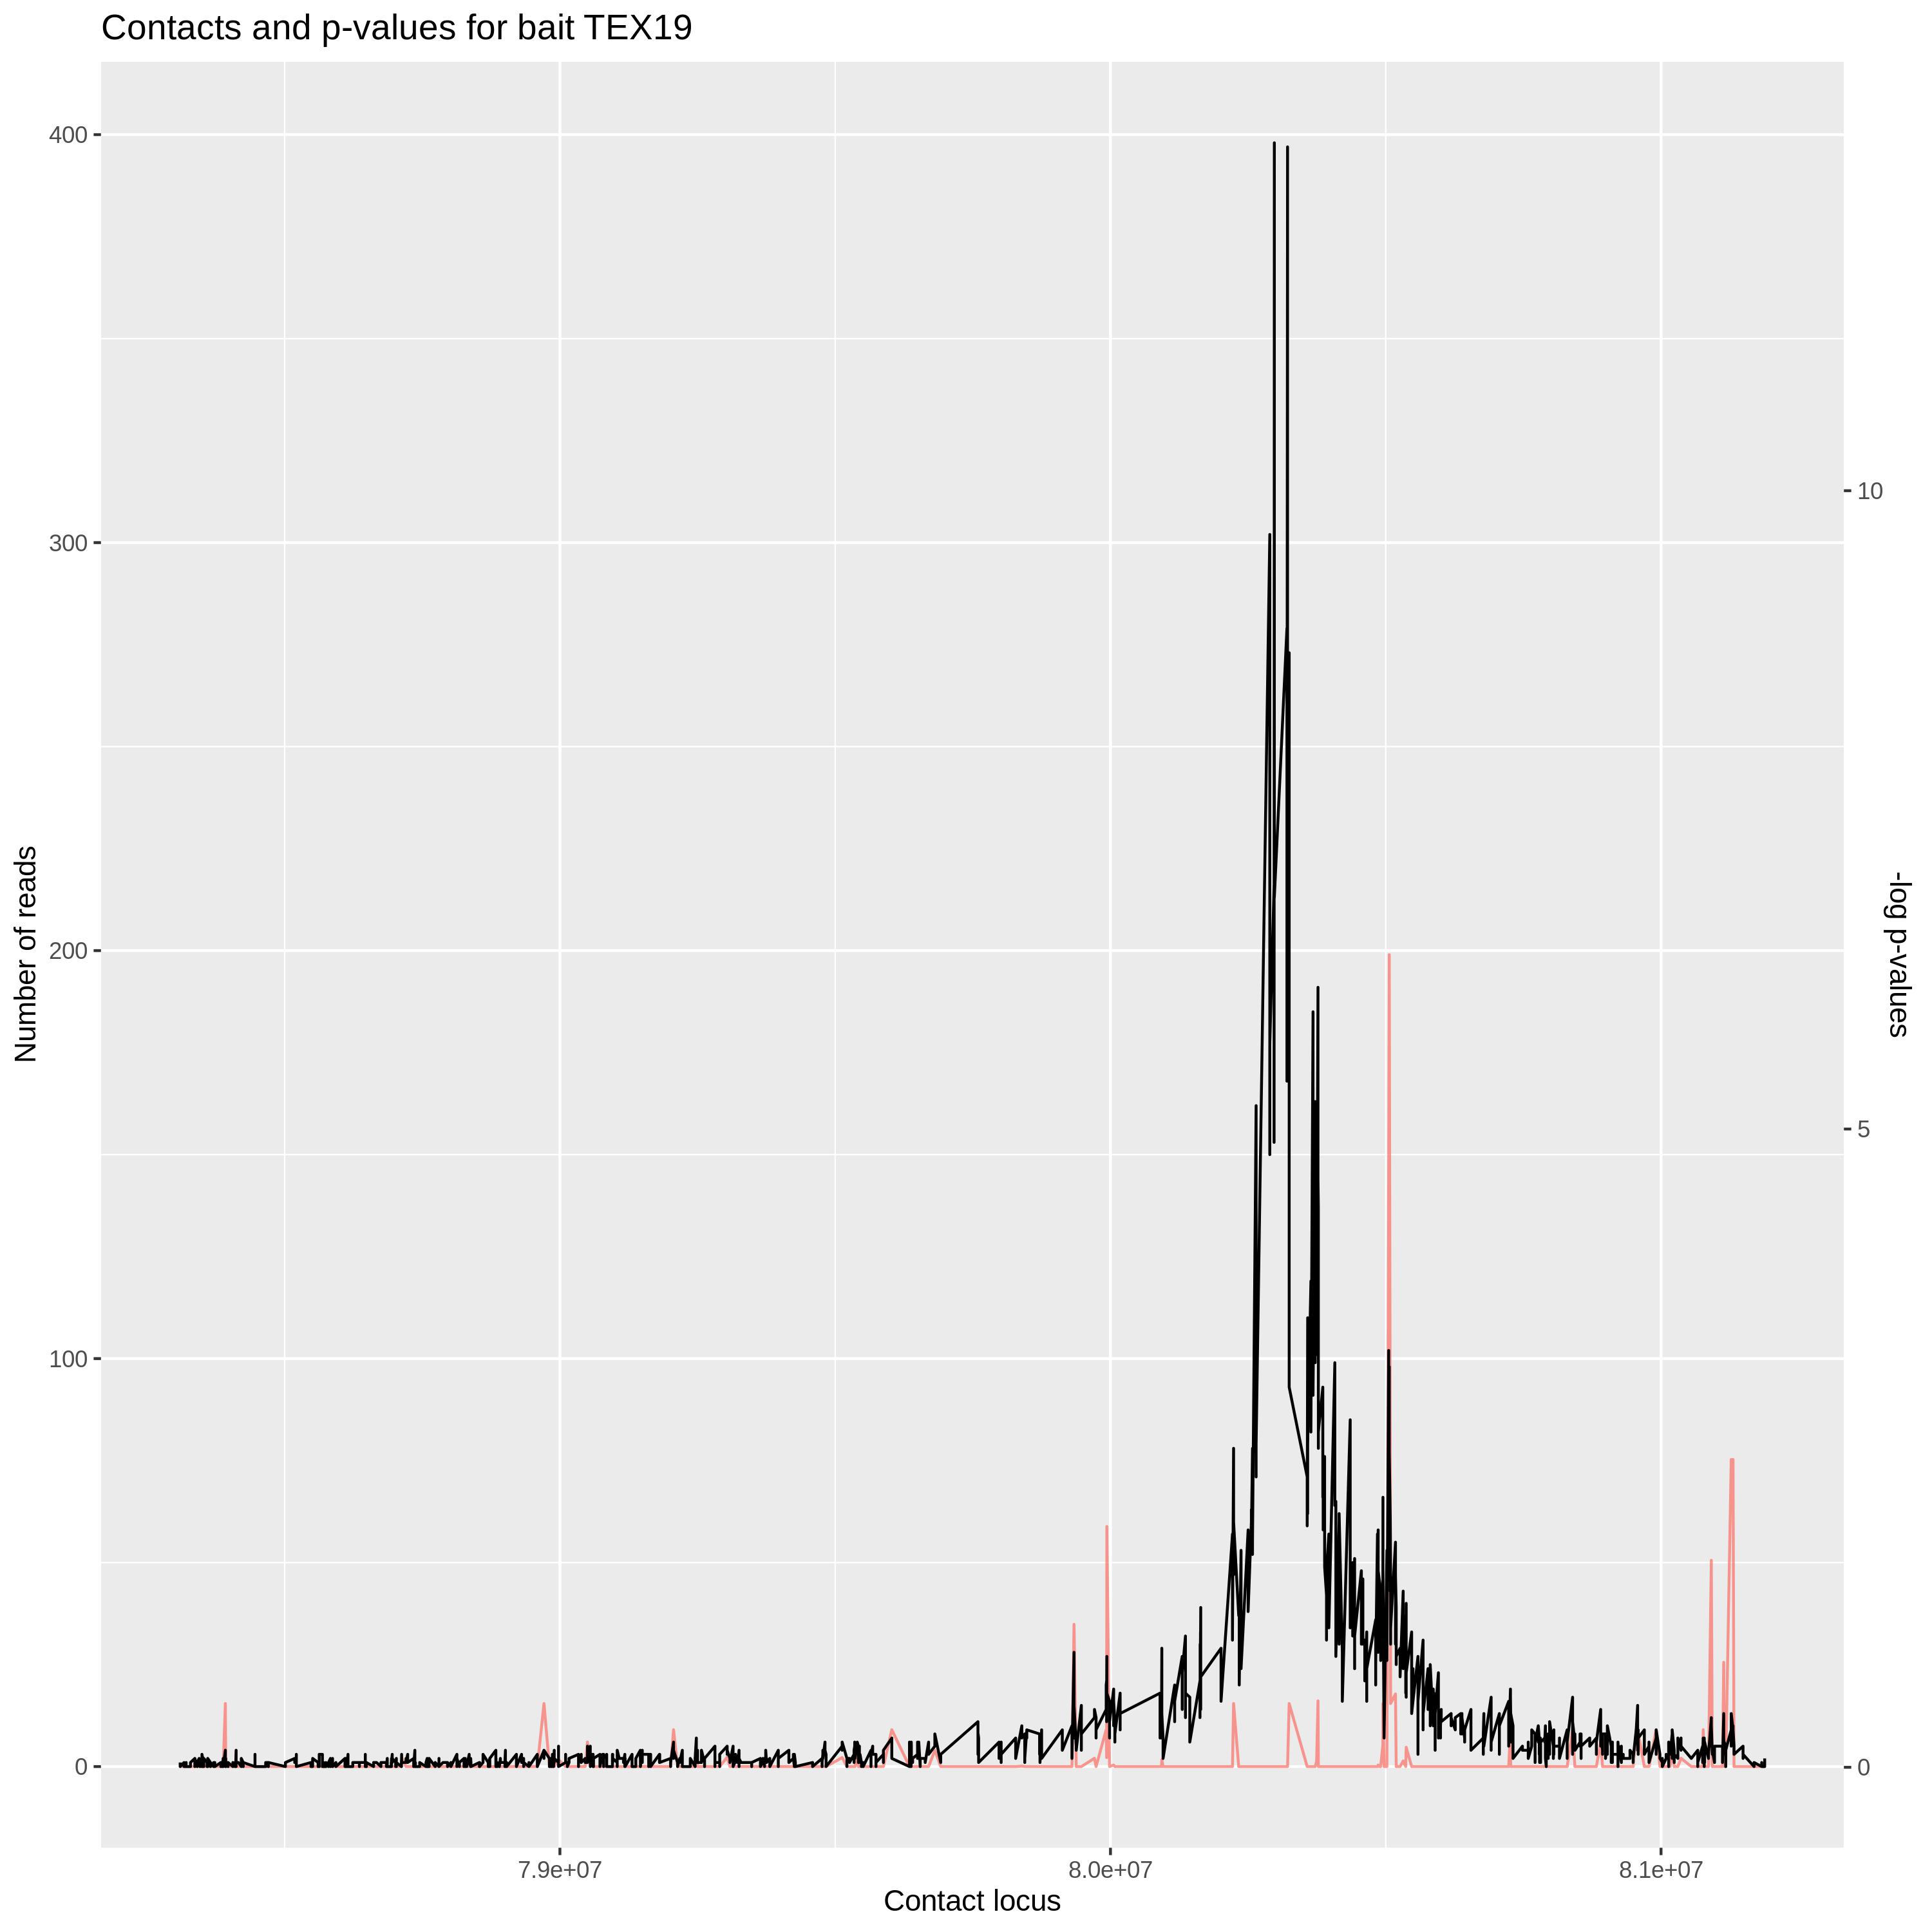 Contacts and p-values for bait TEX19
400
300
200
100
0
Number of reads
10
5
0
-log p-values
7.9e+07
8.0e+07
8.1e+07
Contact locus